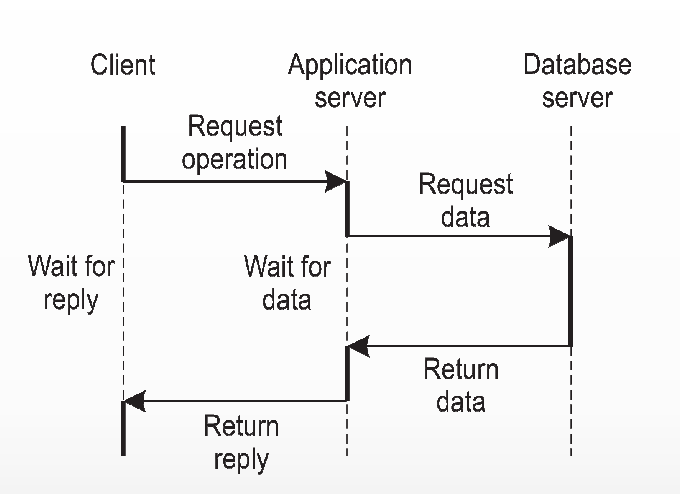 Client
Application
server
Database
server
Request
operation
Request
data
Wait for
reply
Wait for
data
Return
data
Return
reply